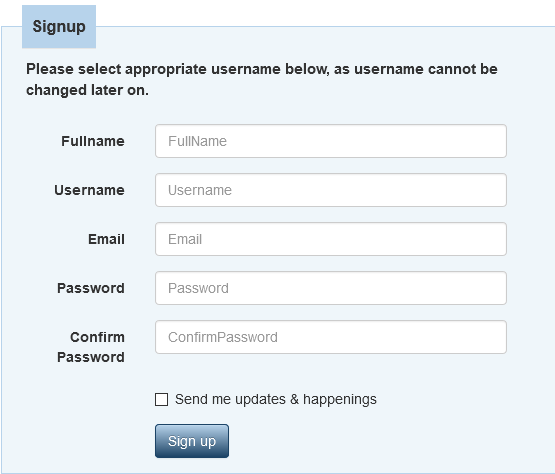 Signup
Please select appropriate username below, as username cannot be
changed later on.
Fullname FullName
Username Username
Email Email
Password Password
Confirm ConfirmPassword
Password
Send me updates & happenings
Sign up